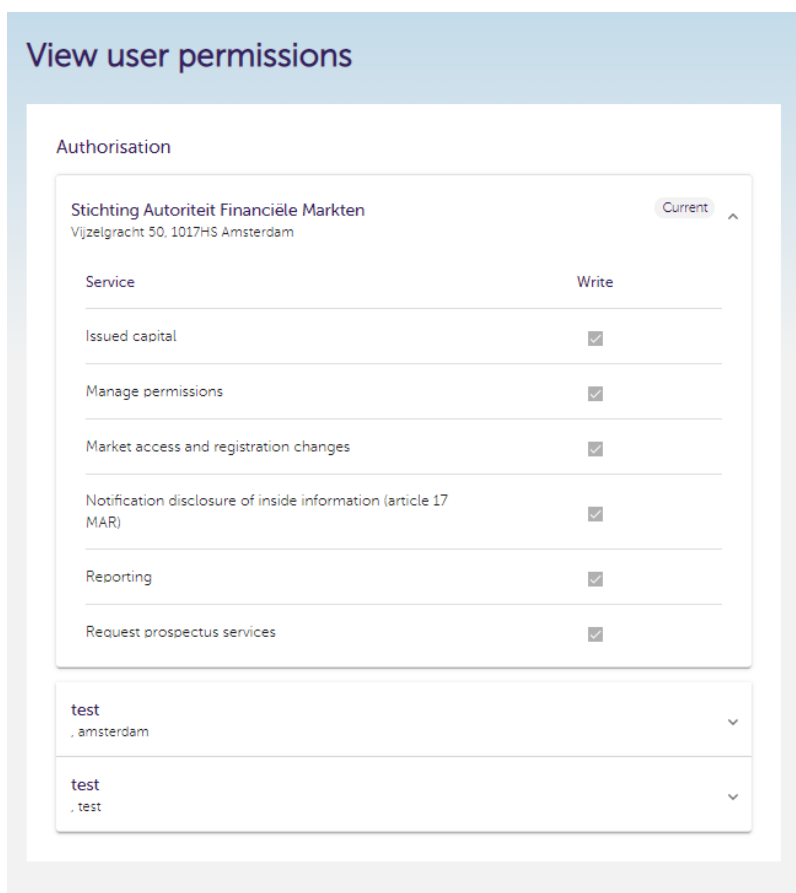 View user permissions
Authorisation
Stichting Autoriteit Financiële Markten
Current
Vijzelgracht 50, 1017HS Amsterdam
Service Write
Issued capital
Manage permissions
Market access and registration changes
Notification disclosure of inside information (article 17
MAR)
Reporting
Request prospectus services
test
, amsterdam
test
, test